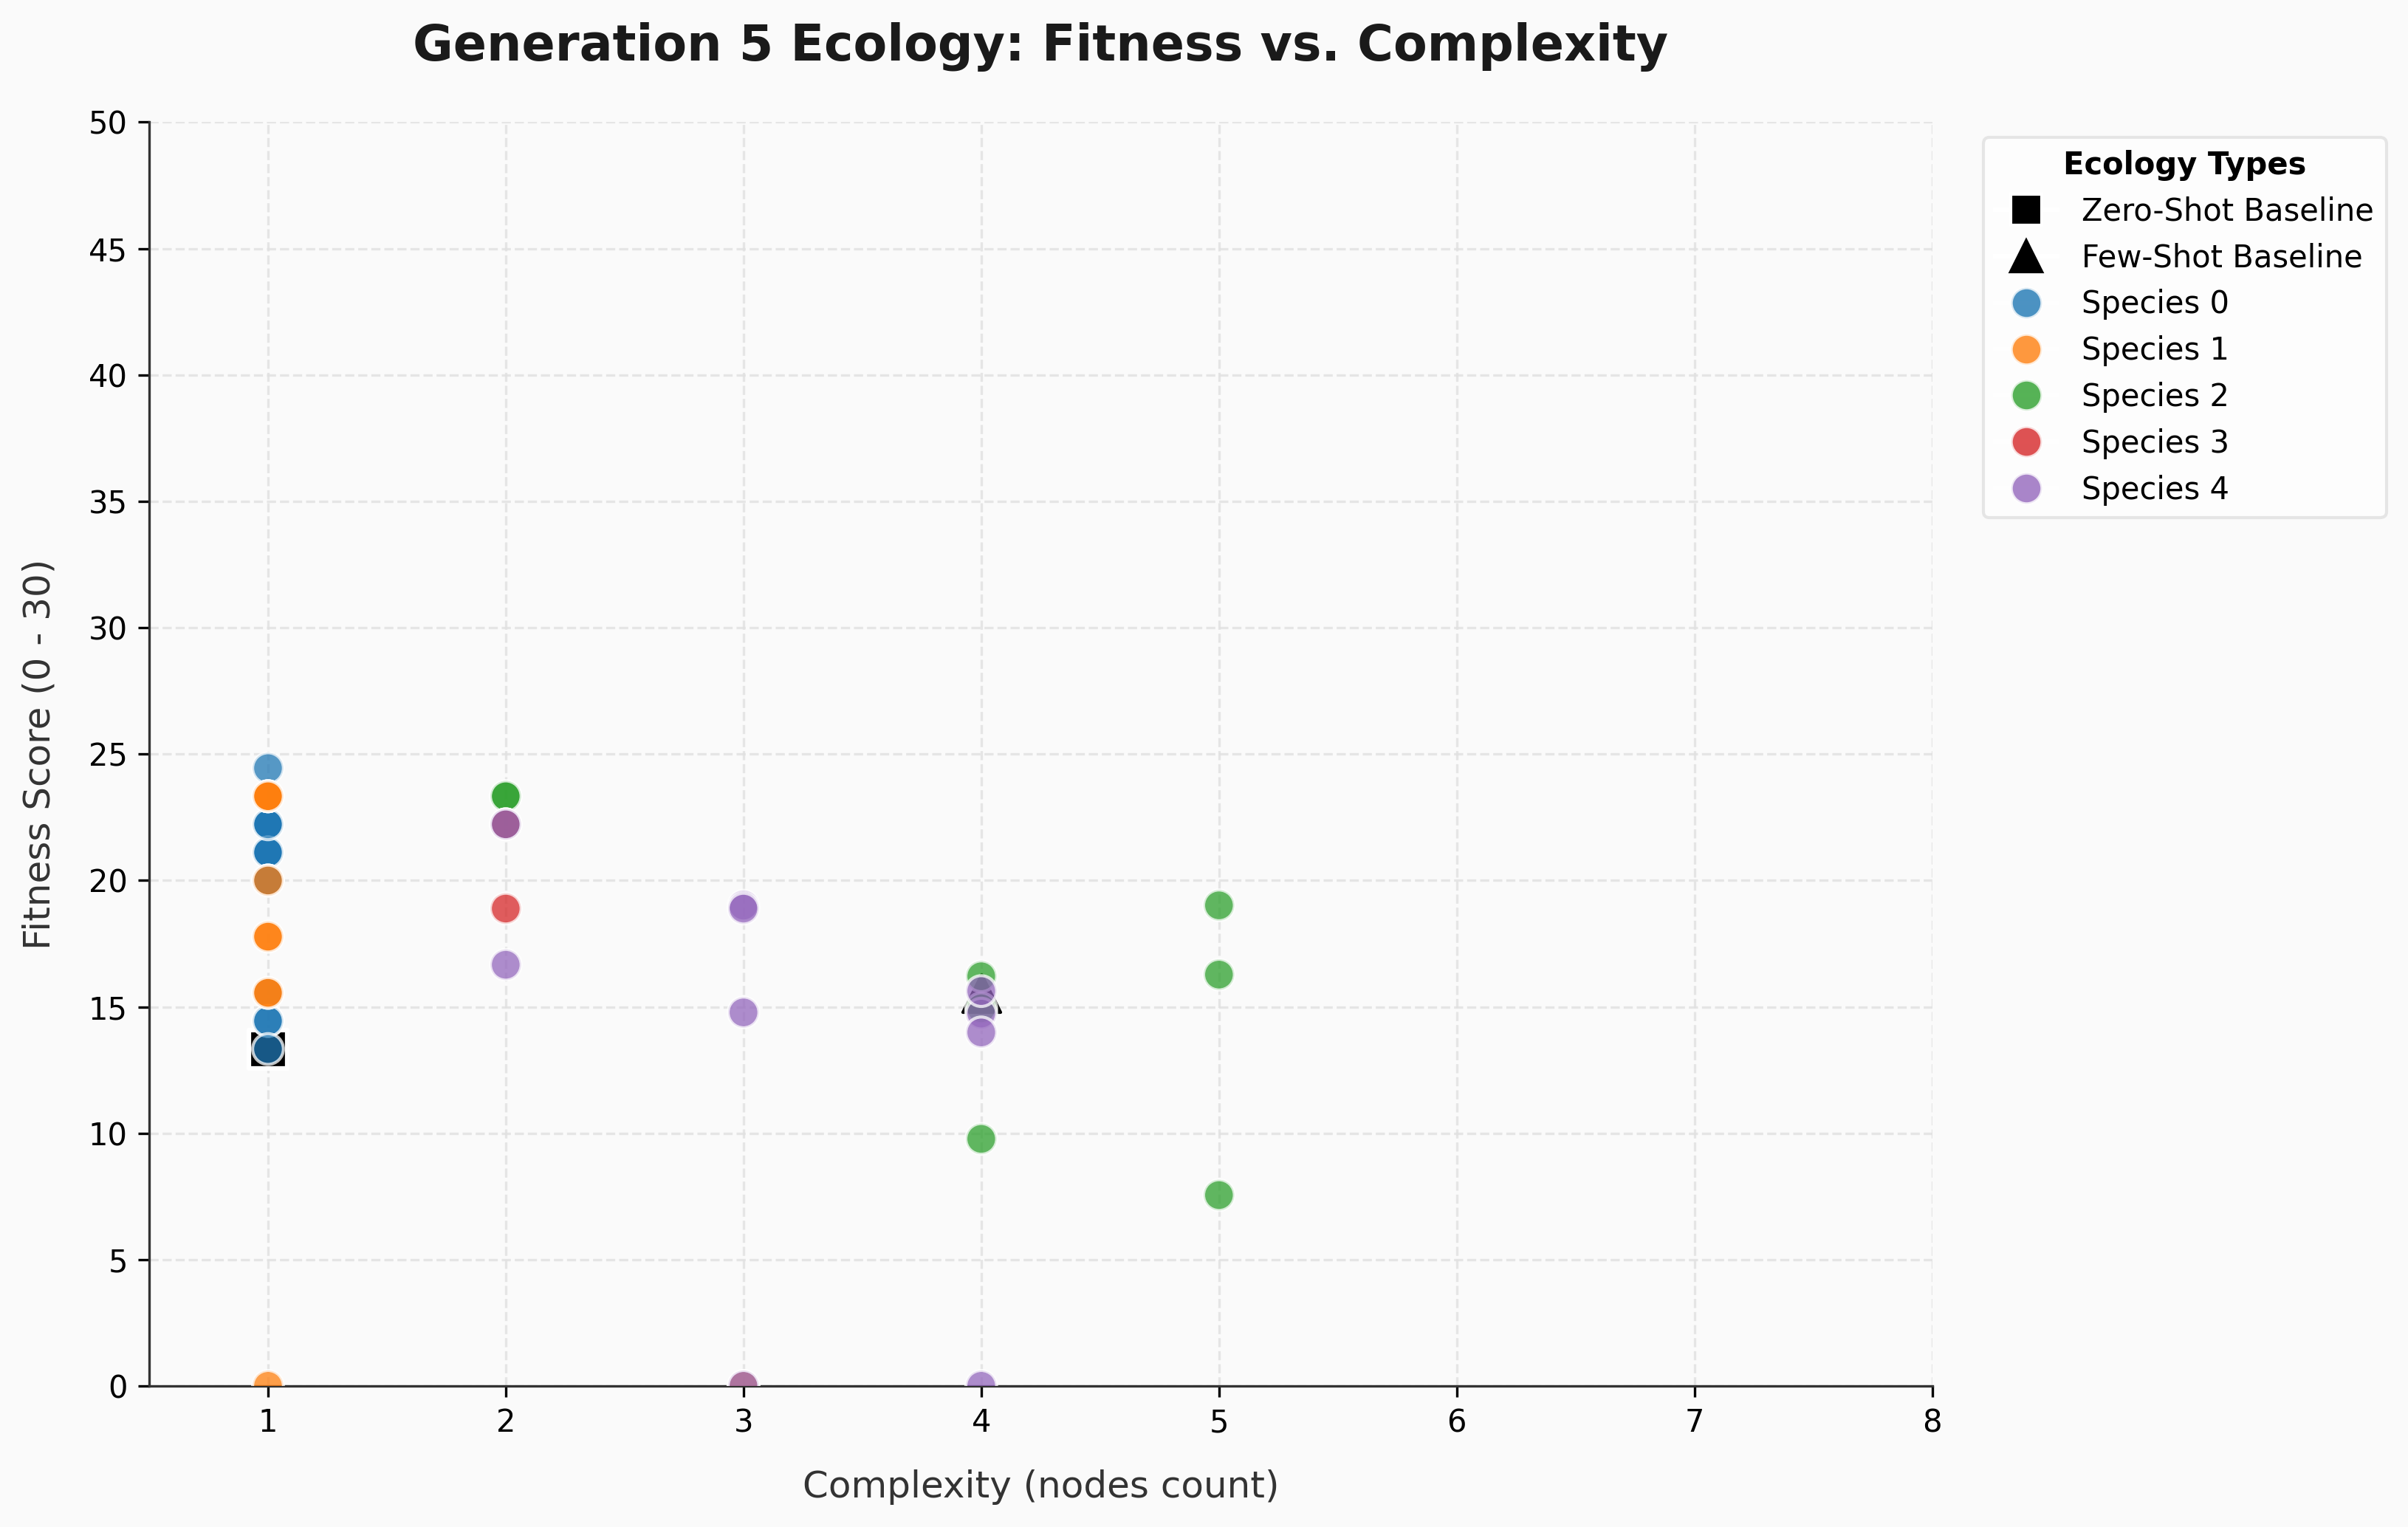 Generation 5 Ecology: Fitness vs. Complexity
50
45
40
35
30
25
20
15
10
5
0
Fitness Score (0 - 30)
1 2 3 4 5 6 7 8
Complexity (nodes count)
Ecology Types
Zero-Shot Baseline
Few-Shot Baseline
Species 0
Species 1
Species 2
Species 3
Species 4